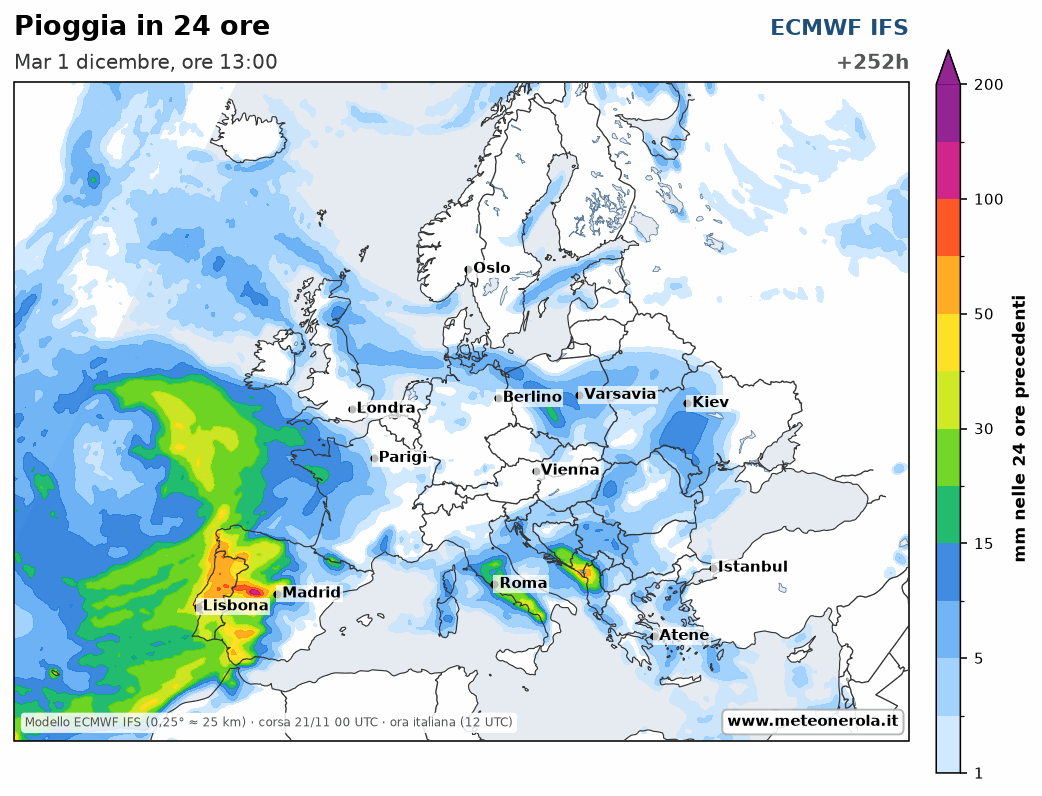 Pioggia in 24 ore
ECMWF IFS
Mar 1 dicembre, ore 13:00
+252h
Oslo
Londra
Berlino
Varsavia
Kiev
Parigi
Vienna
Roma
Istanbul
Madrid
Lisbona
Atene
200
100
50
30
15
5
1
mm nelle 24 ore precedenti
Modello ECMWF IFS (0,25° ≈ 25 km) · corsa 21/11 00 UTC · ora italiana (12 UTC)
www.meteonerola.it